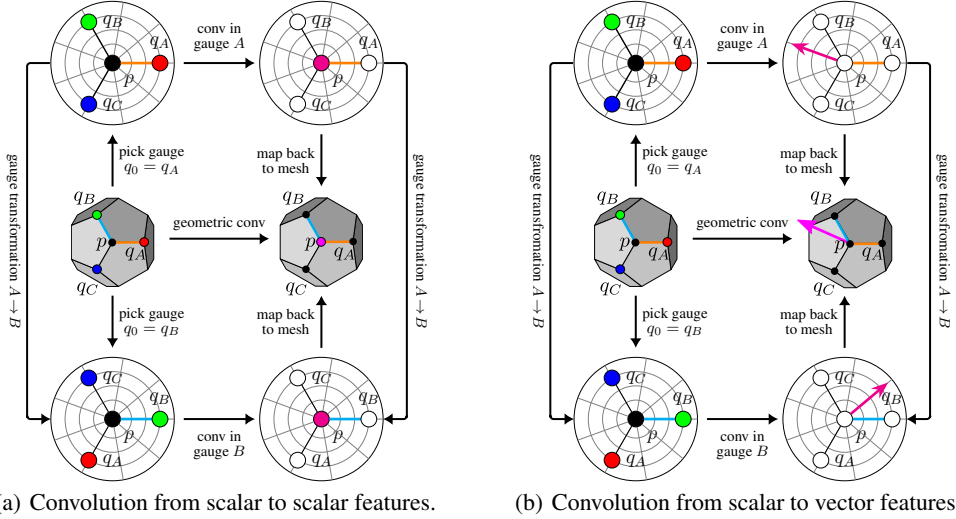 q_B
q_A
p
q_C
conv in
gauge A
q_B
q_A
p
q_C
gauge transformation A → B
pick gauge
q_0 = q_A
map back
to mesh
gauge transformation A → B
q_B
p
q_A
q_C
geometric conv
q_B
p
q_A
q_C
pick gauge
q_0 = q_B
map back
to mesh
q_C
q_B
p
q_A
conv in
gauge B
q_C
q_B
p
q_A
(a) Convolution from scalar to scalar features.
q_B
q_A
p
q_C
conv in
gauge A
q_B
q_A
p
q_C
gauge transfromation A → B
pick gauge
q_0 = q_A
map back
to mesh
gauge transfromation A → B
q_B
p
q_A
q_C
geometric conv
q_B
p
q_A
q_C
pick gauge
q_0 = q_B
map back
to mesh
q_C
q_B
p
q_A
conv in
gauge B
q_C
q_B
p
q_A
(b) Convolution from scalar to vector features